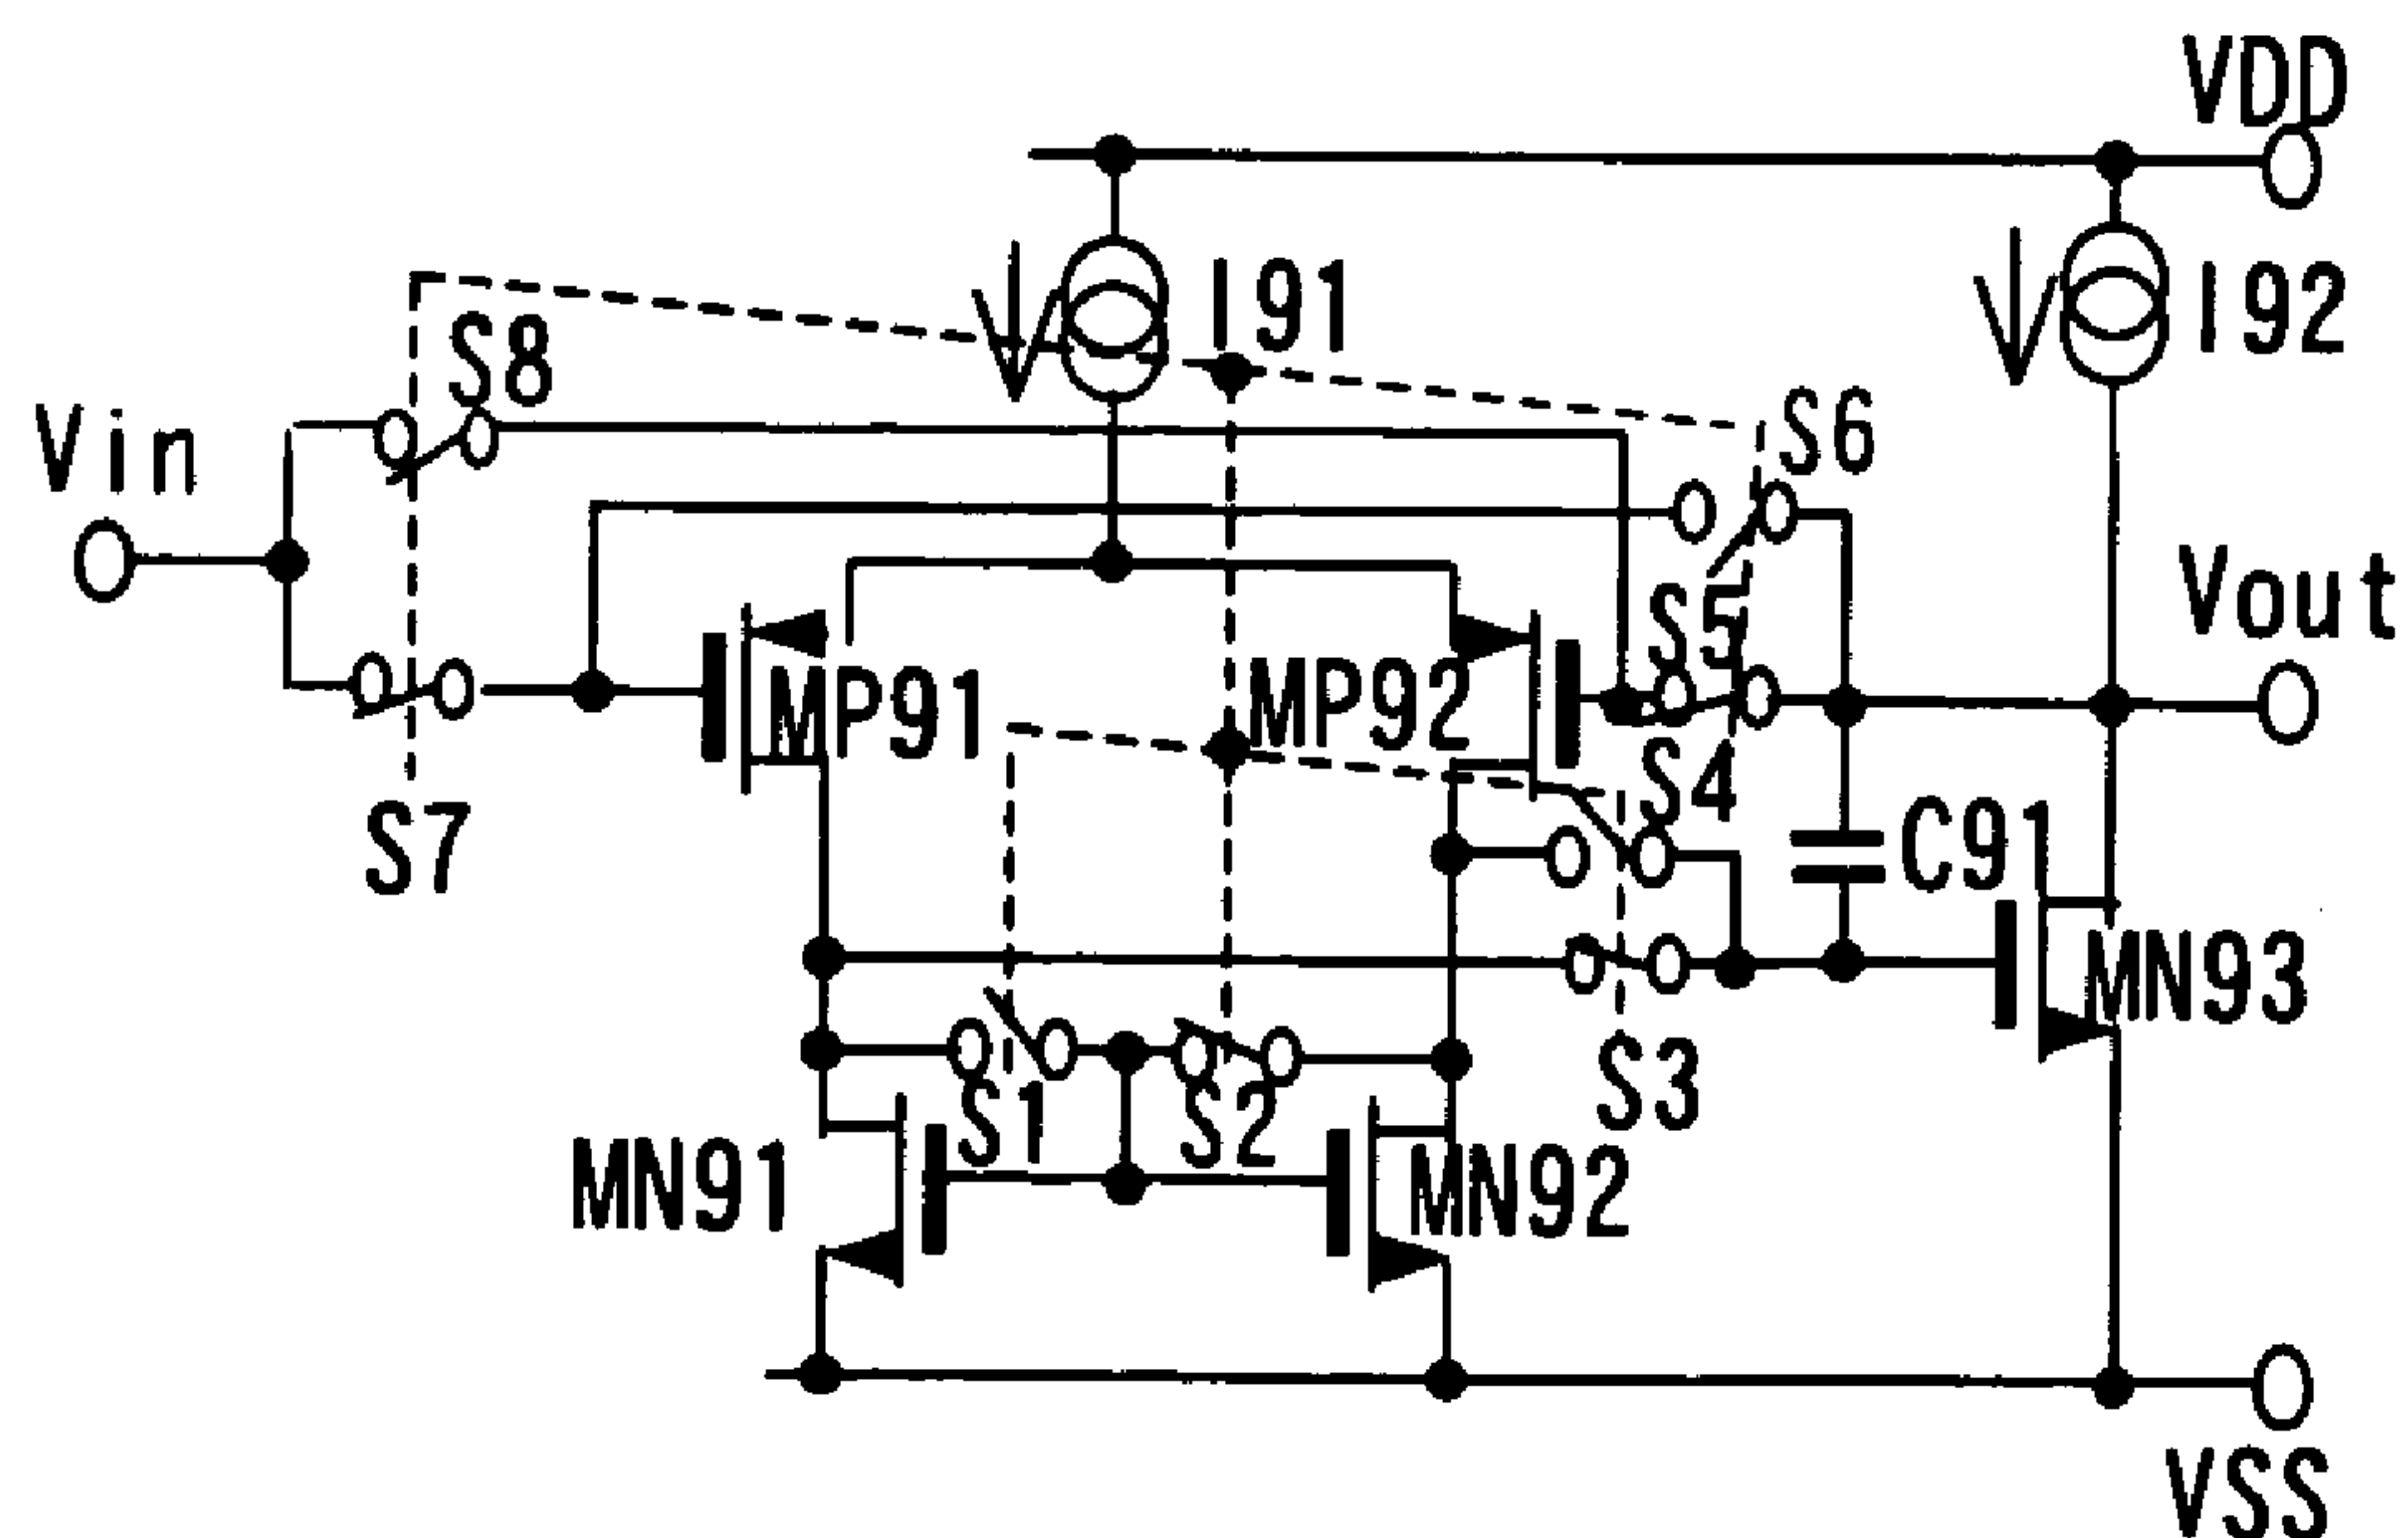 VDD
I91
I92
S8
S6
Vin
Vout
S5
MP91
MP92
S4
S7
C91
MN93
S3
S1
S2
MN91
MN92
VSS